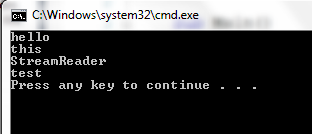 C:\Windows\system32\cmd.exe
hello
this
StreamReader
test
Press any key to continue . . .